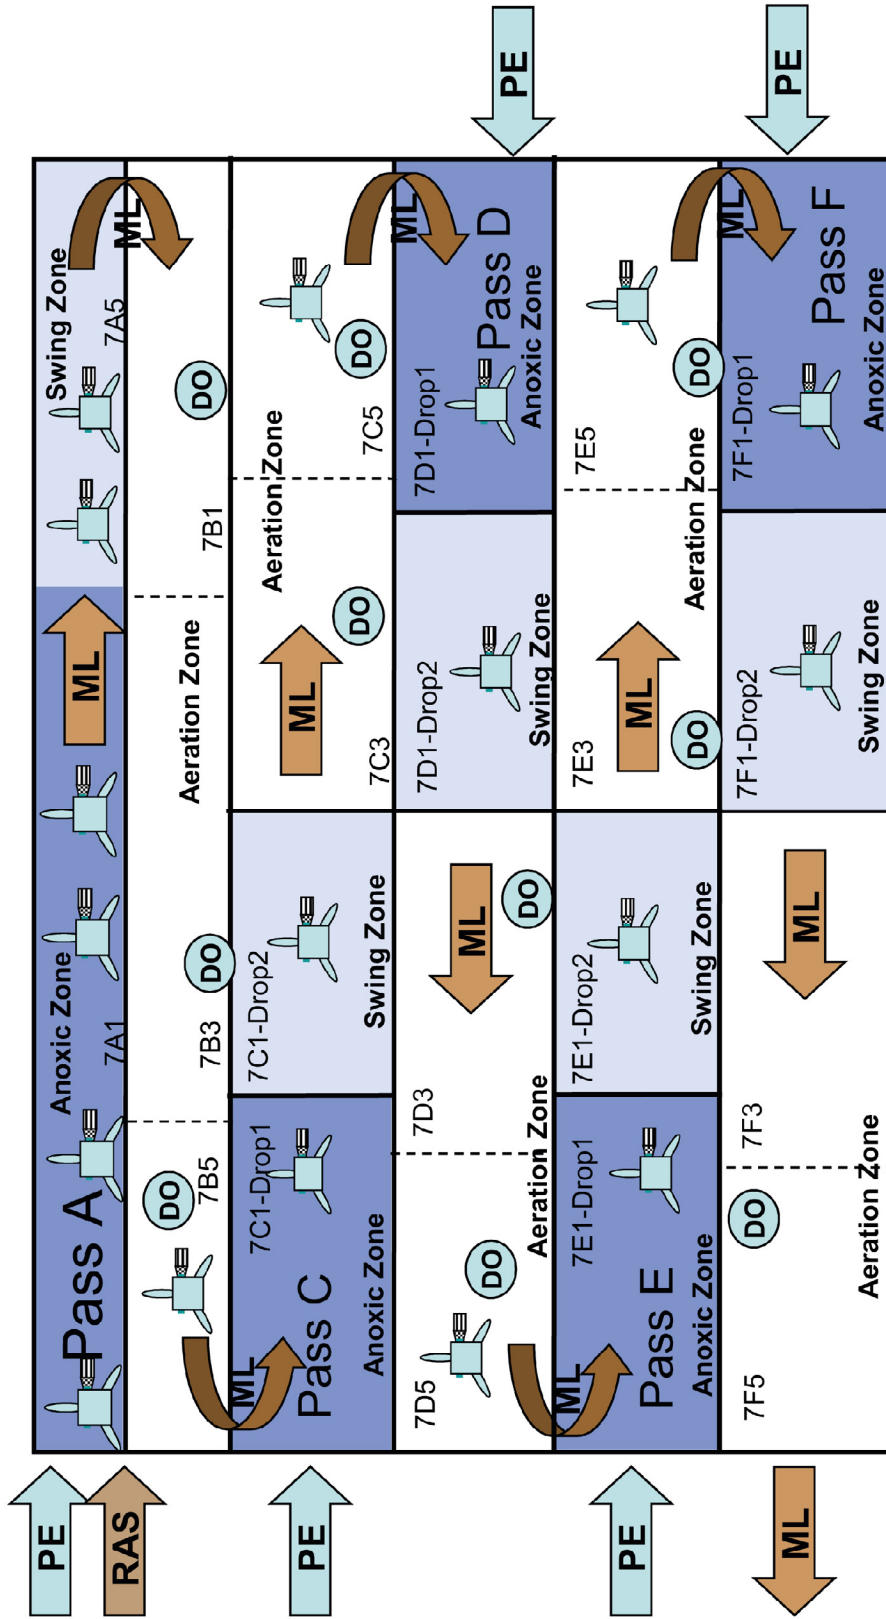 PE
RAS
Pass A
Anoxic Zone
7A1
ML
Swing Zone
7A5
ML
DO
7B5
7B3
DO
Aeration Zone
7B1
DO
PE
ML
Pass C
Anoxic Zone
7C1-Drop1
7C1-Drop2
Swing Zone
ML
7C3
DO
Aeration Zone
7C5
DO
ML
7D5
DO
Aeration Zone
7D3
ML
DO
7D1-Drop2
Swing Zone
7D1-Drop1
Pass D
Anoxic Zone
PE
PE
ML
Pass E
Anoxic Zone
7E1-Drop1
7E1-Drop2
Swing Zone
7E3
ML
DO
Aeration Zone
7E5
DO
ML
ML
7F5
DO
Aeration Zone
7F3
ML
7F1-Drop2
Swing Zone
7F1-Drop1
Pass F
Anoxic Zone
PE